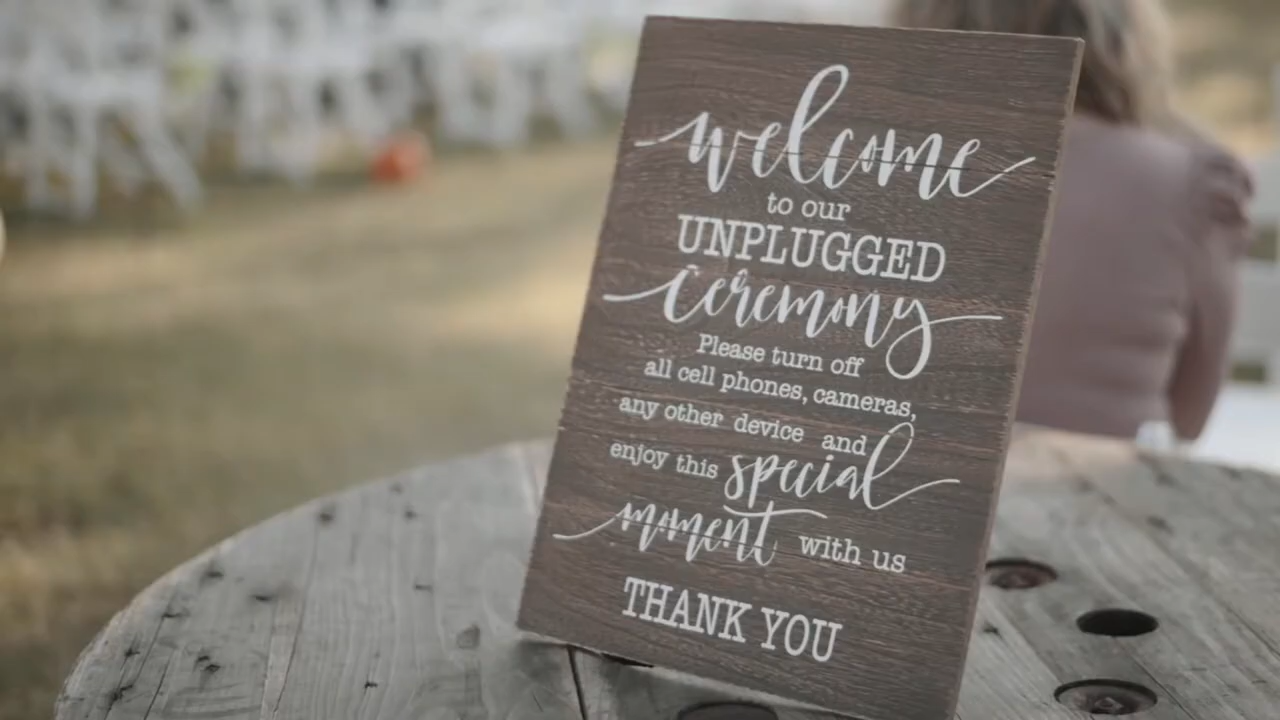 welcome
to our
UNPLUGGED
ceremony
Please turn off
all cell phones, cameras,
any other device and
enjoy this special
moment with us
THANK YOU